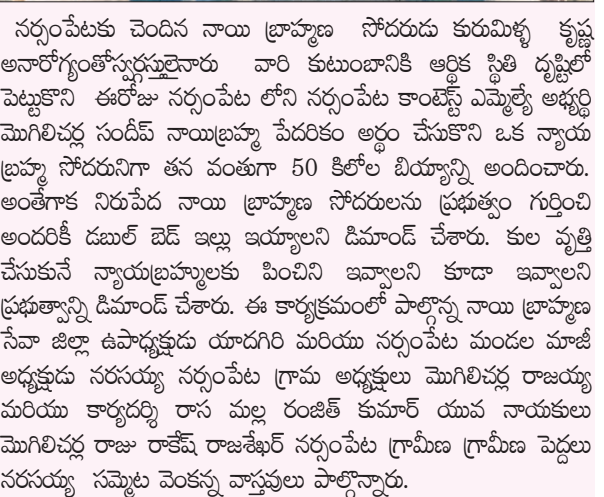 నర్సంపేటకు చెందిన నాయి బ్రాహ్మణ సోదరుడు కురుమిళ్ళ కృష్ణ
అనారోగ్యంతోస్వర్గస్తులైనారు వారి కుటుంబానికి ఆర్థిక స్థితి దృష్టిలో
పెట్టుకొని ఈరోజు నర్సంపేట లోని నర్సంపేట కాంటెస్ట్ ఎమ్మెల్యే అభ్యర్థి
మొగిలిచర్ల సందీప్ నాయిబ్రహ్మ పేదరికం అర్థం చేసుకొని ఒక న్యాయ
బ్రహ్మ సోదరునిగా తన వంతుగా 50 కిలోల బియ్యాన్ని అందించారు.
అంతేగాక నిరుపేద నాయి బ్రాహ్మణ సోదరులను ప్రభుత్వం గుర్తించి
అందరికీ డబుల్ బెడ్ ఇల్లు ఇయ్యాలని డిమాండ్ చేశారు. కుల వృత్తి
చేసుకునే న్యాయబ్రహ్ములకు పించిని ఇవ్వాలని కూడా ఇవ్వాలని
ప్రభుత్వాన్ని డిమాండ్ చేశారు. ఈ కార్యక్రమంలో పాల్గొన్న నాయి బ్రాహ్మణ
సేవా జిల్లా ఉపాధ్యక్షుడు యాదగిరి మరియు నర్సంపేట మండల మాజీ
అధ్యక్షుడు నరసయ్య నర్సంపేట గ్రామ అధ్యక్షులు మొగిలిచర్ల రాజయ్య
మరియు కార్యదర్శి రాస మల్ల రంజిత్ కుమార్ యువ నాయకులు
మొగిలిచర్ల రాజు రాకేష్ రాజశేఖర్ నర్సంపేట గ్రామీణ గ్రామీణ పెద్దలు
నరసయ్య సమ్మెట వెంకన్న వాస్తవులు పాల్గొన్నారు.